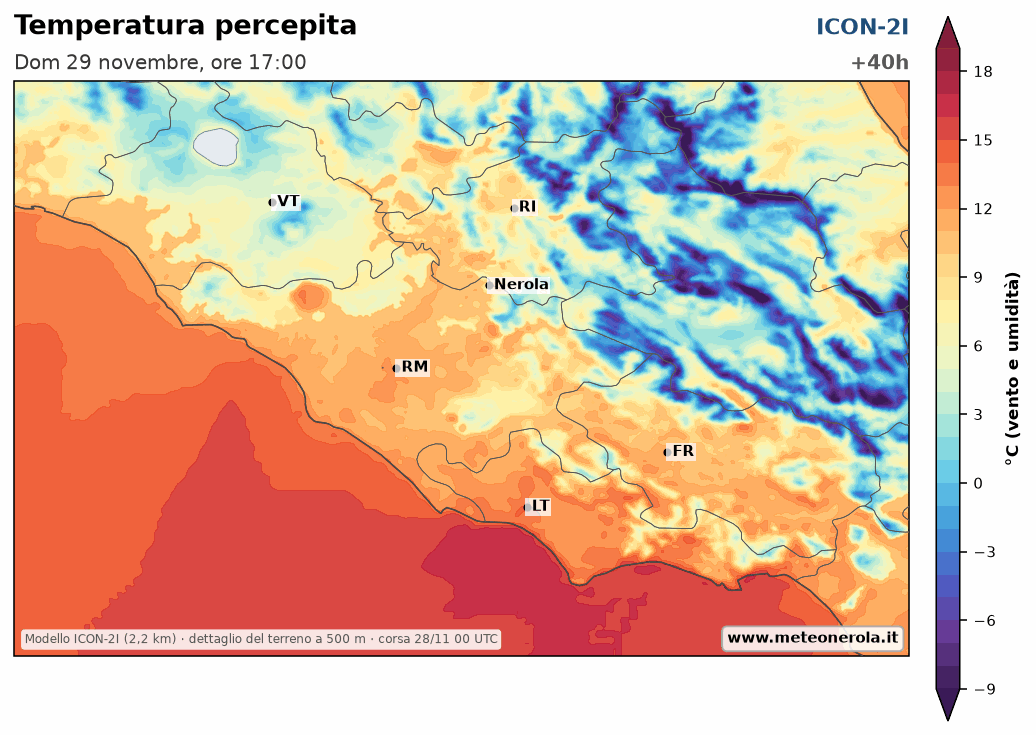 Temperatura percepita
ICON-2I
Dom 29 novembre, ore 17:00
+40h
VT
RI
Nerola
RM
FR
LT
18
15
12
9
6
3
0
−3
−6
−9
°C (vento e umidità)
Modello ICON-2I (2,2 km) · dettaglio del terreno a 500 m · corsa 28/11 00 UTC
www.meteonerola.it